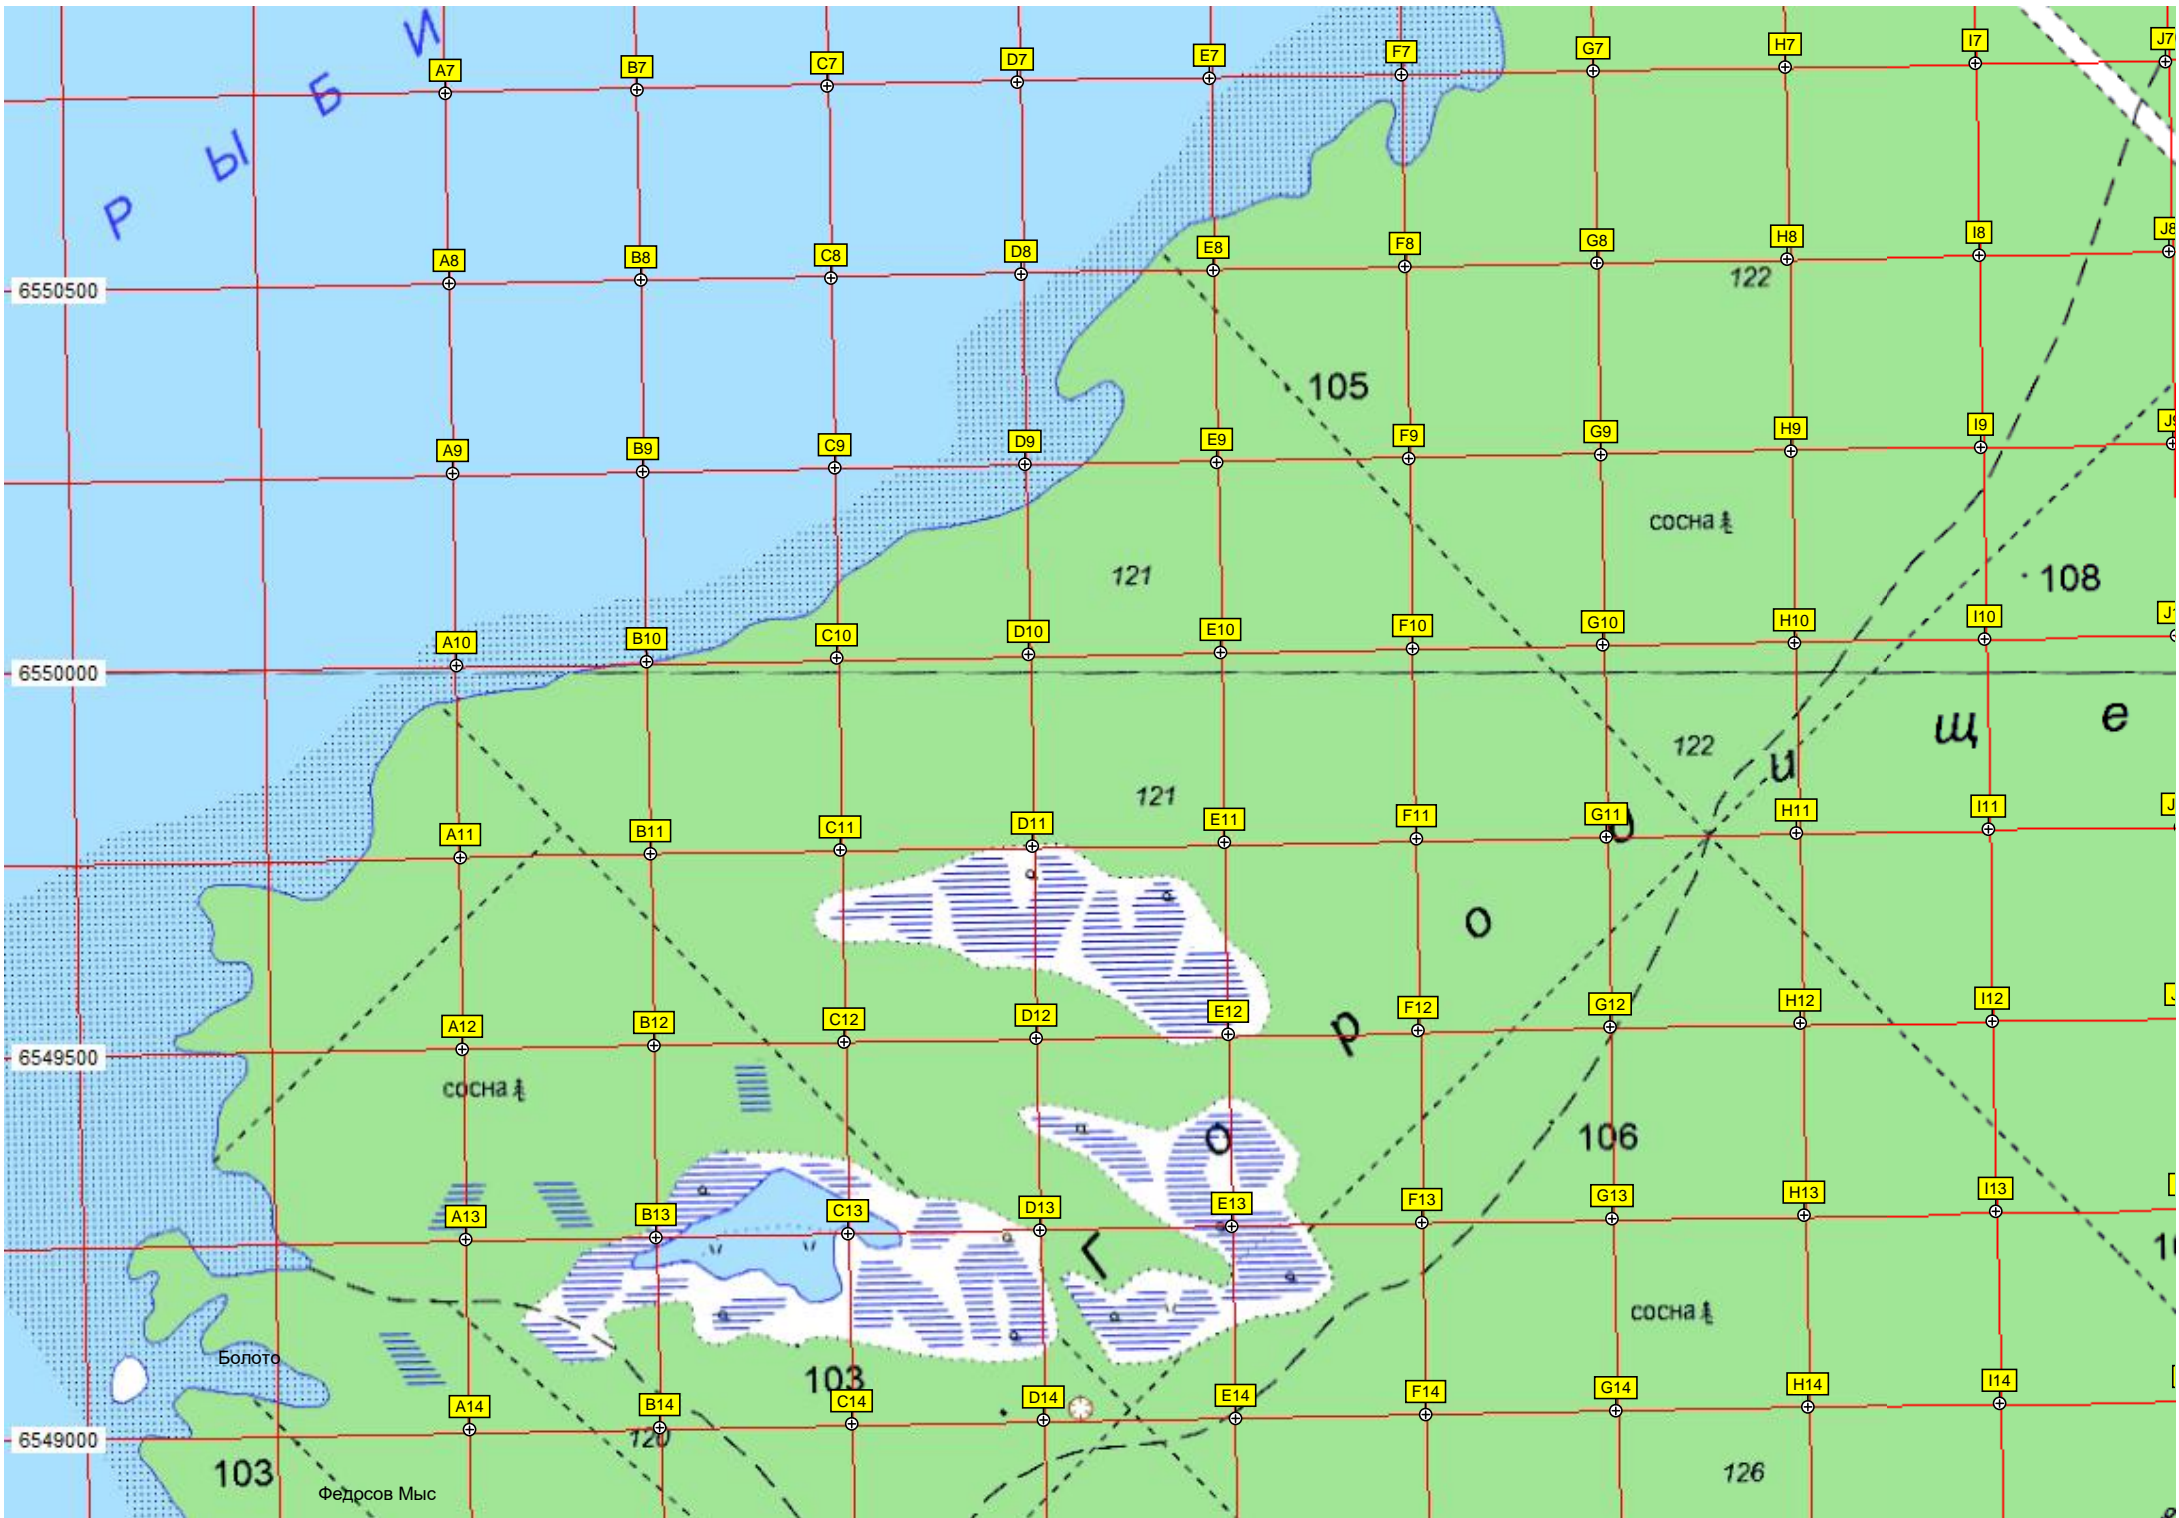 Р Ы Б И
A7 B7 C7 D7 E7 F7 G7 H7 I7 J7
A8 B8 C8 D8 E8 F8 G8 H8 I8 J8
122
6550500
105
A9 B9 C9 D9 E9 F9 G9 H9 I9 J9
сосна
121
108
A10 B10 C10 D10 E10 F10 G10 H10 I10
6550000
щ е
122
и
121
A11 B11 C11 D11 E11 F11 G11 H11 I11
о
р
A12 B12 C12 D12 E12 F12 G12 H12 I12
6549500
сосна
о
106
A13 B13 C13 D13 E13 F13 G13 H13 I13
Г
сосна
Болото
103
A14 B14 C14 D14 E14 F14 G14 H14 I14
6549000
120
103
126
Федосов Мыс